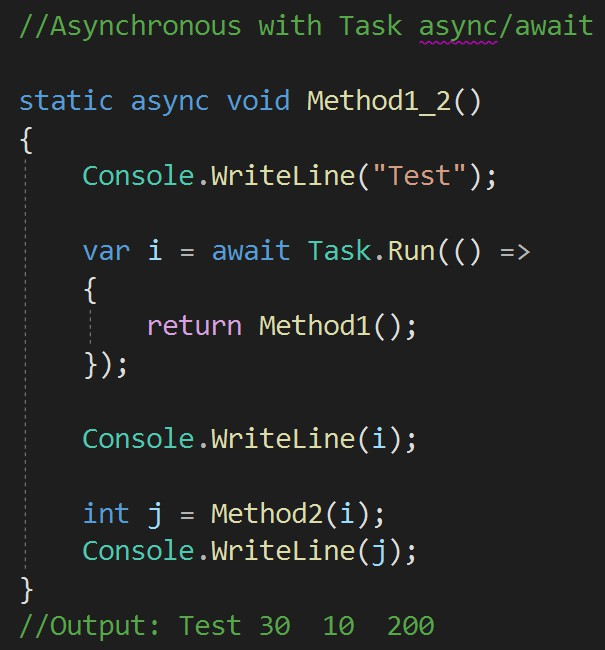 //Asynchronous with Task async/await
static async void Method1_2()
{
Console.WriteLine("Test");
var i = await Task.Run(() =>
{
return Method1();
});
Console.WriteLine(i);
int j = Method2(i);
Console.WriteLine(j);
}
//Output: Test 30  10  200